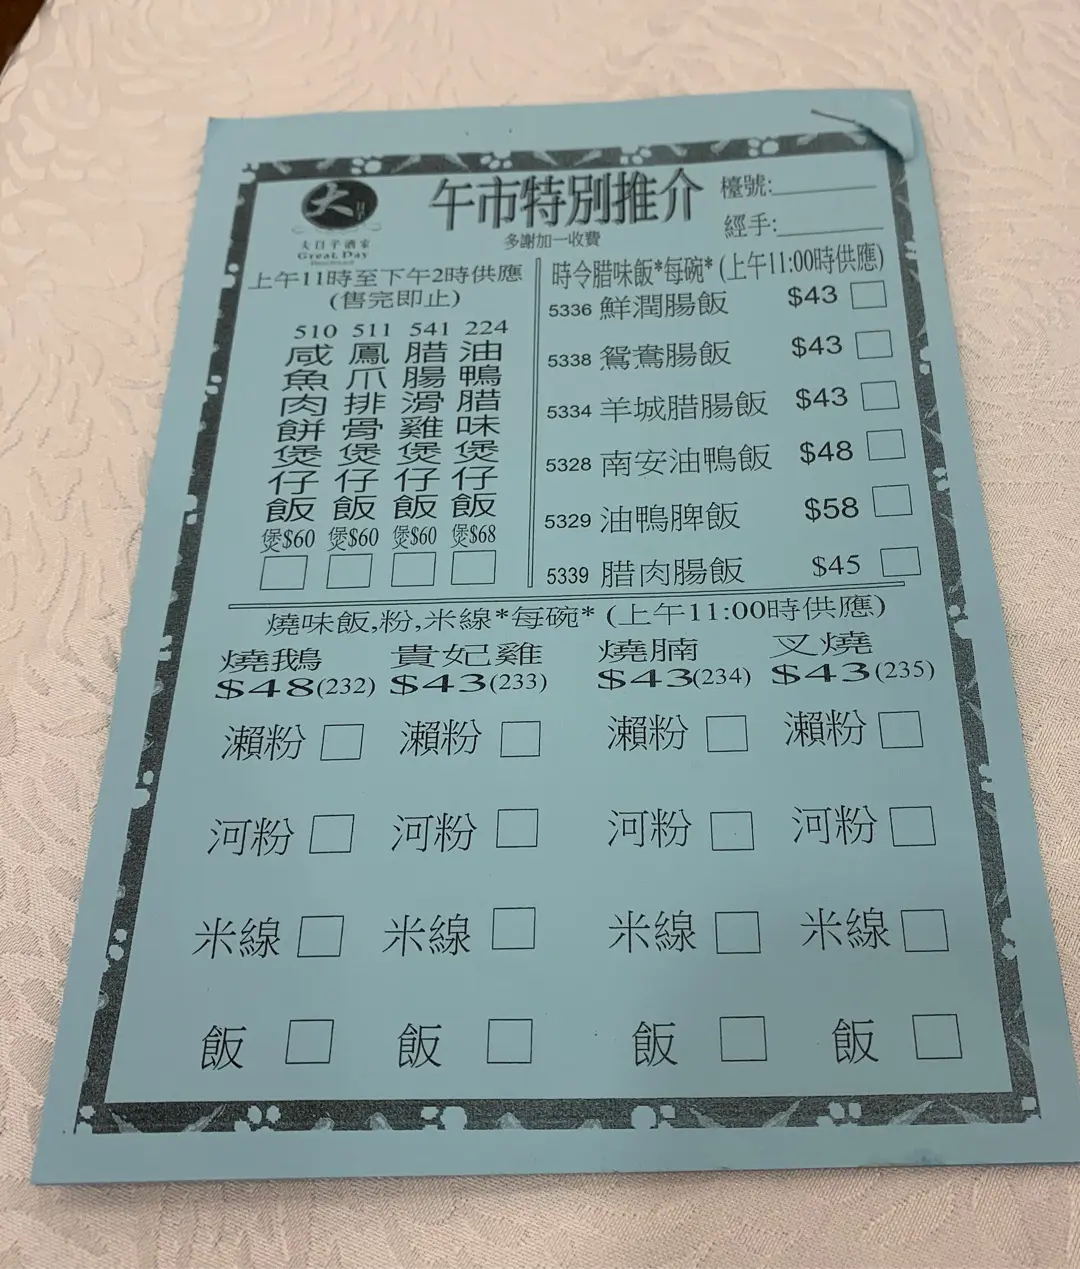 午市特別推介
多謝加一收費
檯號:
經手:
大日子酒家
Great Day
上午11時至下午2時供應
(售完即止)
510 511 541 224
咸魚肉餅煲仔飯
鳳爪排骨煲仔飯
腊腸滑雞煲仔飯
油鴨腊味煲仔飯
煲$60 煲$60 煲$60 煲$68
時令腊味飯*每碗* (上午11:00時供應)
5336 鮮潤腸飯 $43
5338 鴛鴦腸飯 $43
5334 羊城腊腸飯 $43
5328 南安油鴨飯 $48
5329 油鴨脾飯 $58
5339 腊肉腸飯 $45
燒味飯,粉,米線*每碗* (上午11:00時供應)
燒鵝 貴妃雞 燒腩 叉燒
$48(232) $43(233) $43(234) $43(235)
瀨粉 瀨粉 瀨粉 瀨粉
河粉 河粉 河粉 河粉
米線 米線 米線 米線
飯 飯 飯 飯